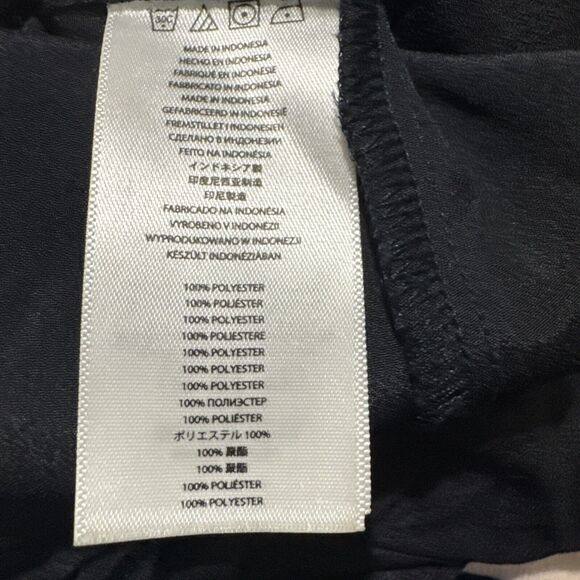 30C
MADE IN INDONESIA
HECHO EN INDONESIA
FABRIQUÉ EN INDONÉSIE
FABBRICATO IN INDONESIA
MADE IN INDONESIA
GEFABRICEERD IN INDONESIË
FREMSTILLET I INDONESIEN
СДЕЛАНО В ИНДОНЕЗИИ
FEITO NA INDONÉSIA
インドネシア製
印度尼西亚制造
印尼製造
FABRICADO NA INDONÉSIA
VYROBENO V INDONÉZII
WYPRODUKOWANO W INDONEZJI
KÉSZÜLT INDONÉZIÁBAN
100% POLYESTER
100% POLIÉSTER
100% POLYESTER
100% POLIESTERE
100% POLYESTER
100% POLYESTER
100% POLYESTER
100% ПОЛИЭСТЕР
100% POLIÉSTER
ポリエステル 100%
100% 聚酯
100% 聚酯
100% POLIÉSTER
100% POLYESTER